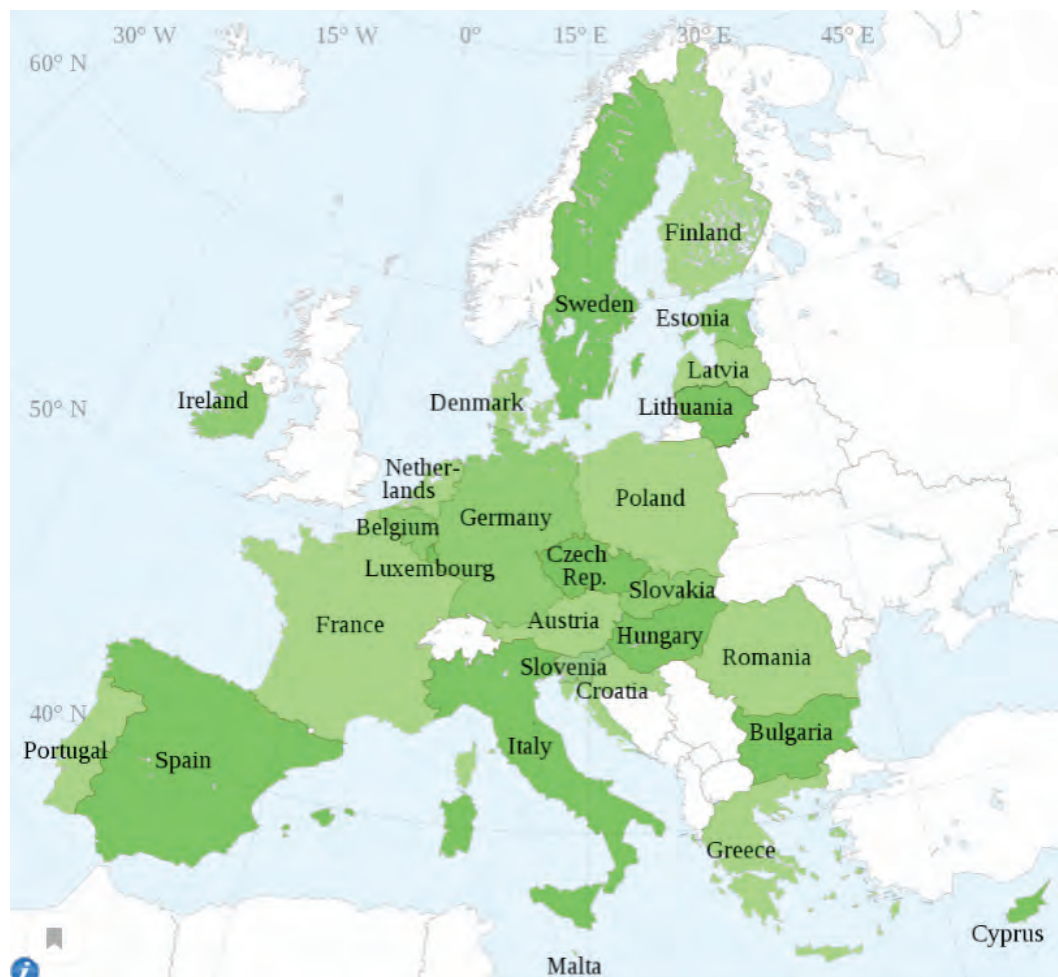 30° W 15° W 0° 15° E 30° E 45° E
60° N
Finland
Sweden
Estonia
Latvia
Ireland
Denmark
Lithuania
50° N
Nether-
lands
Poland
Germany
Belgium
Czech
Rep.
Luxembourg
Slovakia
France
Austria
Hungary
Romania
Slovenia
Croatia
40° N
Bulgaria
Portugal
Spain
Italy
Greece
Cyprus
Malta
i